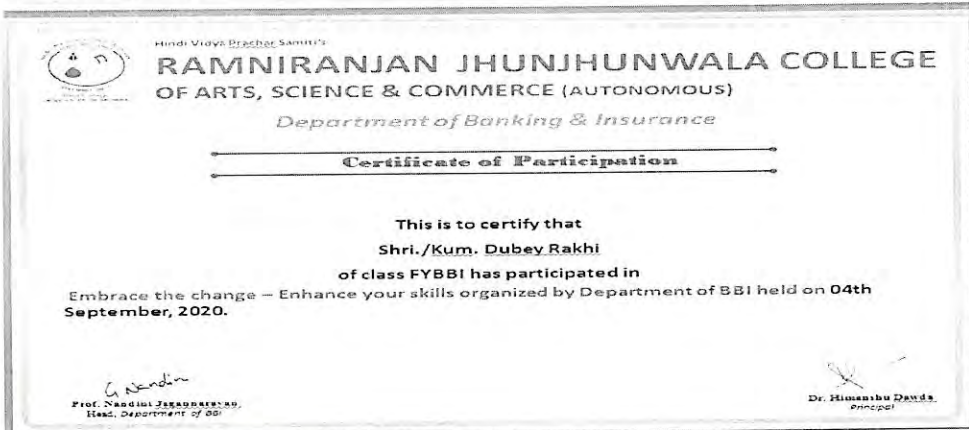 Hindi Vidya Prachar Samiti's
RAMNIRANJAN JHUNJHUNWALA COLLEGE
OF ARTS, SCIENCE & COMMERCE (AUTONOMOUS)
Department of Banking & Insurance
Certificate of Participation
This is to certify that
Shri./Kum. Dubey Rakhi
of class FYBBI has participated in
Embrace the change – Enhance your skills organized by Department of BBI held on 04th
September, 2020.
G Nandin
Prof. Nandini Jagannarayan,
Head, Department of BBI
Dr. Himanshu Dawda
Principal